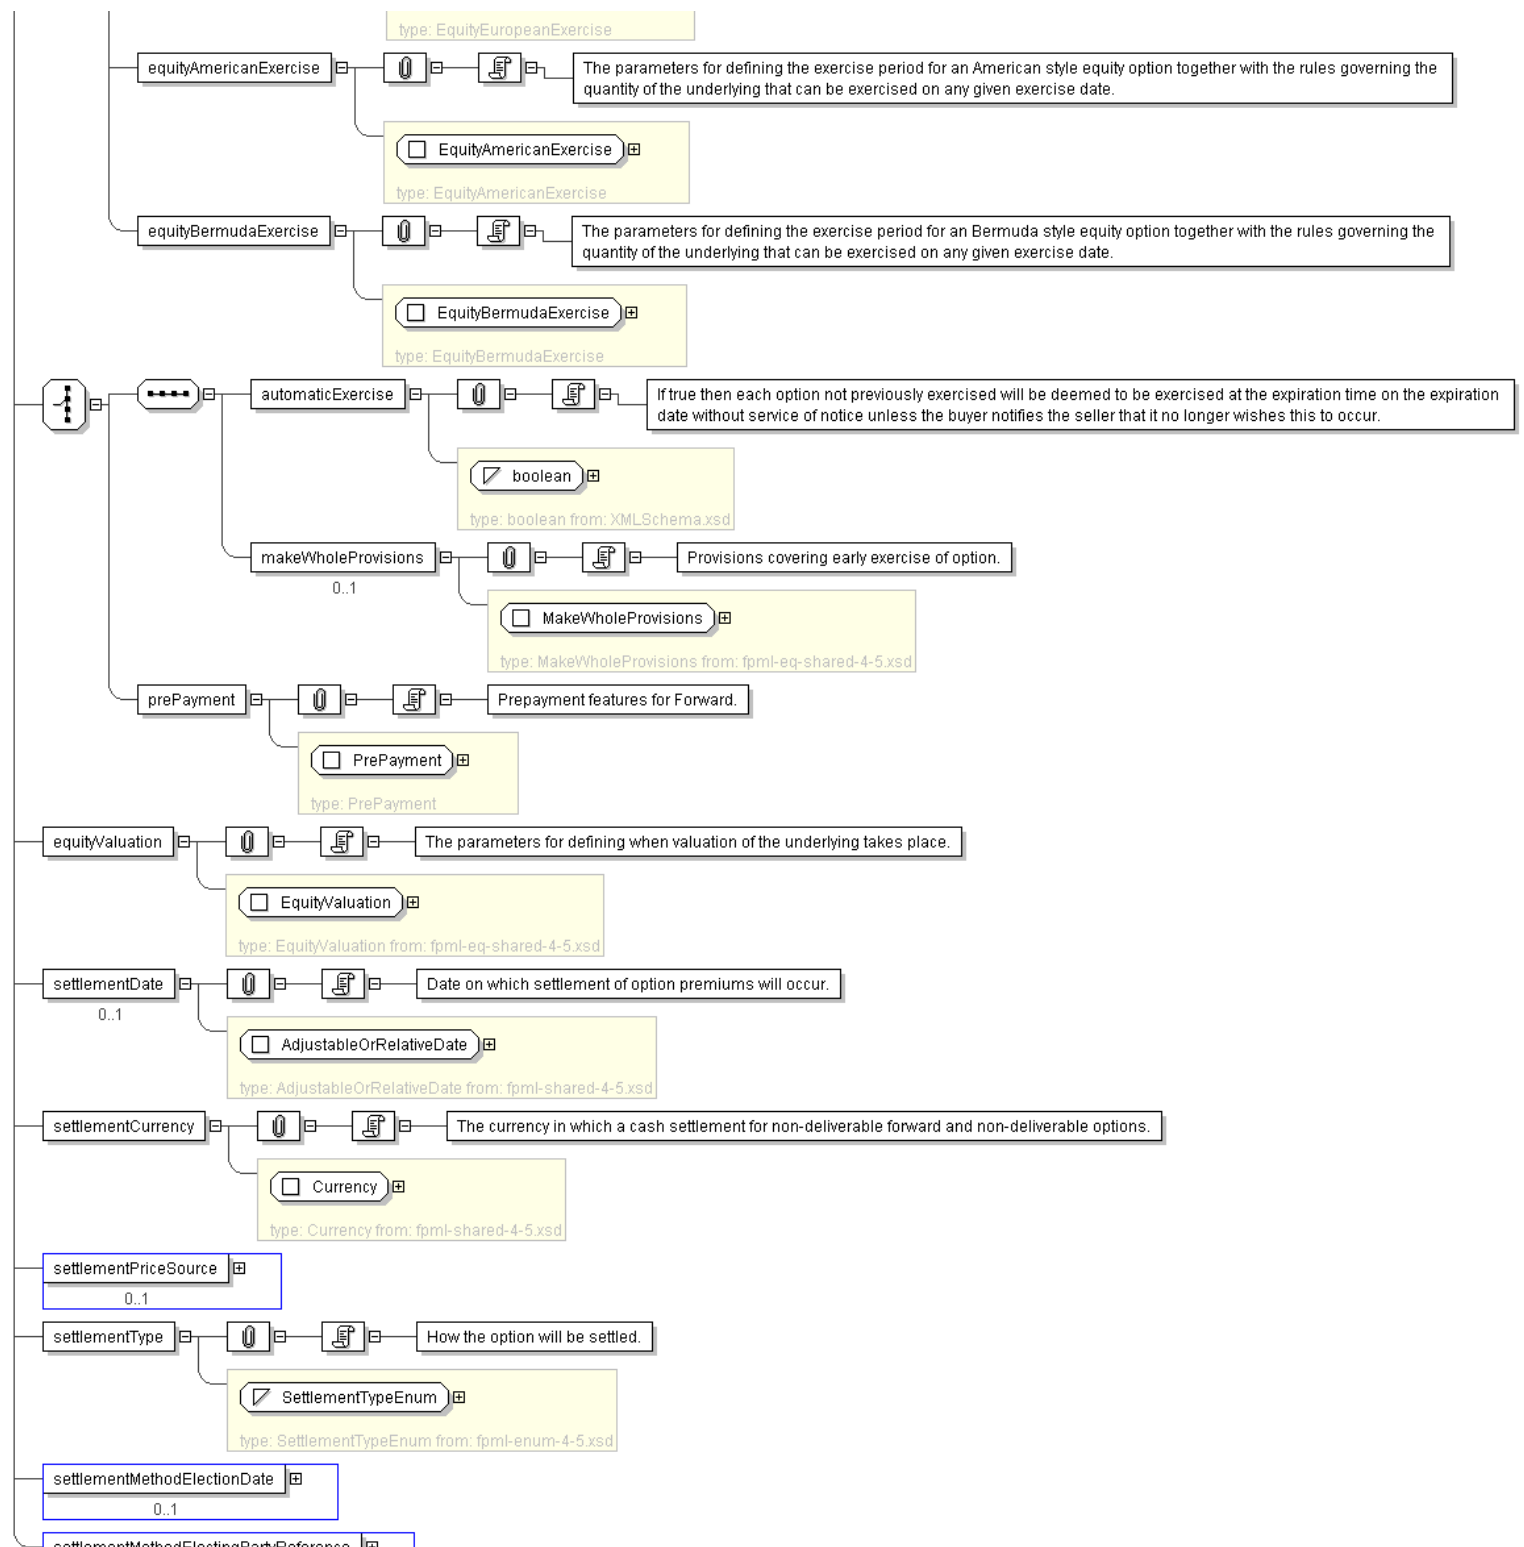 type: EquityEuropeanExercise
equityAmericanExercise
The parameters for defining the exercise period for an American style equity option together with the rules governing the
quantity of the underlying that can be exercised on any given exercise date.
EquityAmericanExercise
type: EquityAmericanExercise
equityBermudaExercise
The parameters for defining the exercise period for an Bermuda style equity option together with the rules governing the
quantity of the underlying that can be exercised on any given exercise date.
EquityBermudaExercise
type: EquityBermudaExercise
automaticExercise
If true then each option not previously exercised will be deemed to be exercised at the expiration time on the expiration
date without service of notice unless the buyer notifies the seller that it no longer wishes this to occur.
boolean
type: boolean from: XMLSchema.xsd
makeWholeProvisions
Provisions covering early exercise of option.
0..1
MakeWholeProvisions
type: MakeWholeProvisions from: fpml-eq-shared-4-5.xsd
prePayment
Prepayment features for Forward.
PrePayment
type: PrePayment
equityValuation
The parameters for defining when valuation of the underlying takes place.
EquityValuation
type: EquityValuation from: fpml-eq-shared-4-5.xsd
settlementDate
Date on which settlement of option premiums will occur.
0..1
AdjustableOrRelativeDate
type: AdjustableOrRelativeDate from: fpml-shared-4-5.xsd
settlementCurrency
The currency in which a cash settlement for non-deliverable forward and non-deliverable options.
Currency
type: Currency from: fpml-shared-4-5.xsd
settlementPriceSource
0..1
settlementType
How the option will be settled.
SettlementTypeEnum
type: SettlementTypeEnum from: fpml-enum-4-5.xsd
settlementMethodElectionDate
0..1
settlementMethodElectingPartyReference